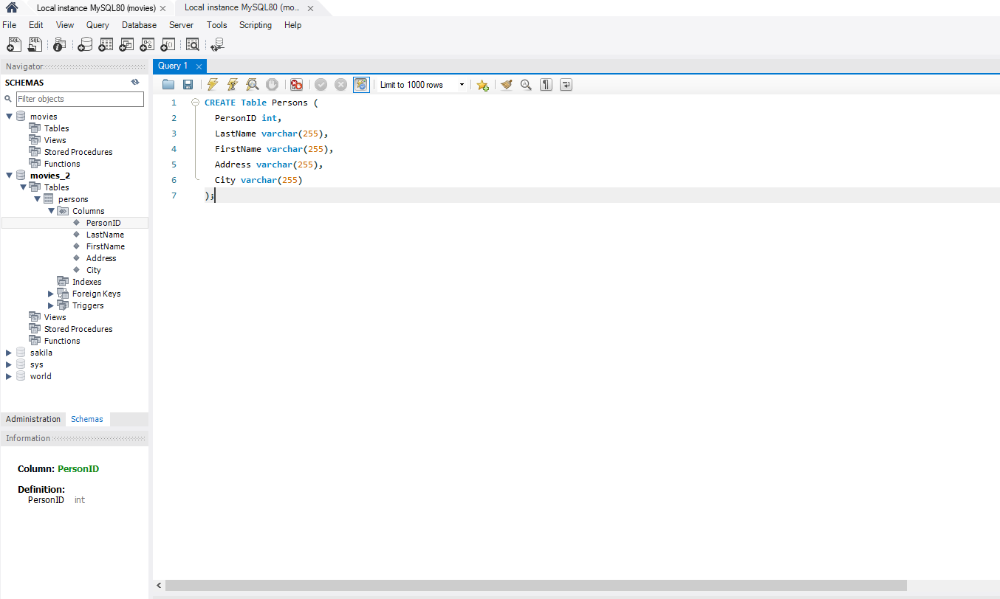 Local instance MySQL80 (movies)
Local instance MySQL80 (mo...
File Edit View Query Database Server Tools Scripting Help
Navigator
SCHEMAS
Filter objects
movies
Tables
Views
Stored Procedures
Functions
movies_2
Tables
persons
Columns
PersonID
LastName
FirstName
Address
City
Indexes
Foreign Keys
Triggers
Views
Stored Procedures
Functions
sakila
sys
world
Administration Schemas
Information
Column: PersonID
Definition:
PersonID int
Query 1
Limit to 1000 rows
1 CREATE Table Persons (
2 PersonID int,
3 LastName varchar(255),
4 FirstName varchar(255),
5 Address varchar(255),
6 City varchar(255)
7 );